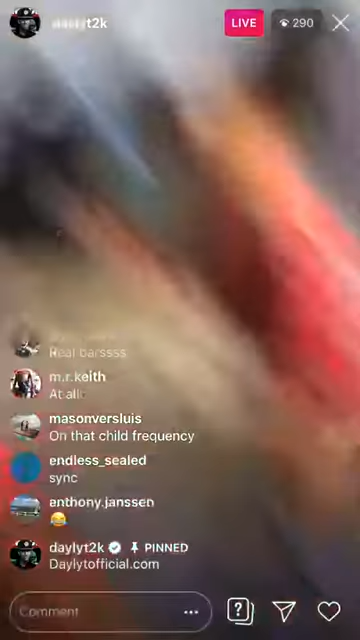 t2k
LIVE
290
Real barssss
m.r.keith
At all
masonversluis
On that child frequency
endless_sealed
sync
anthony.janssen
😂
daylyt2k PINNED
Daylytofficial.com
Comment